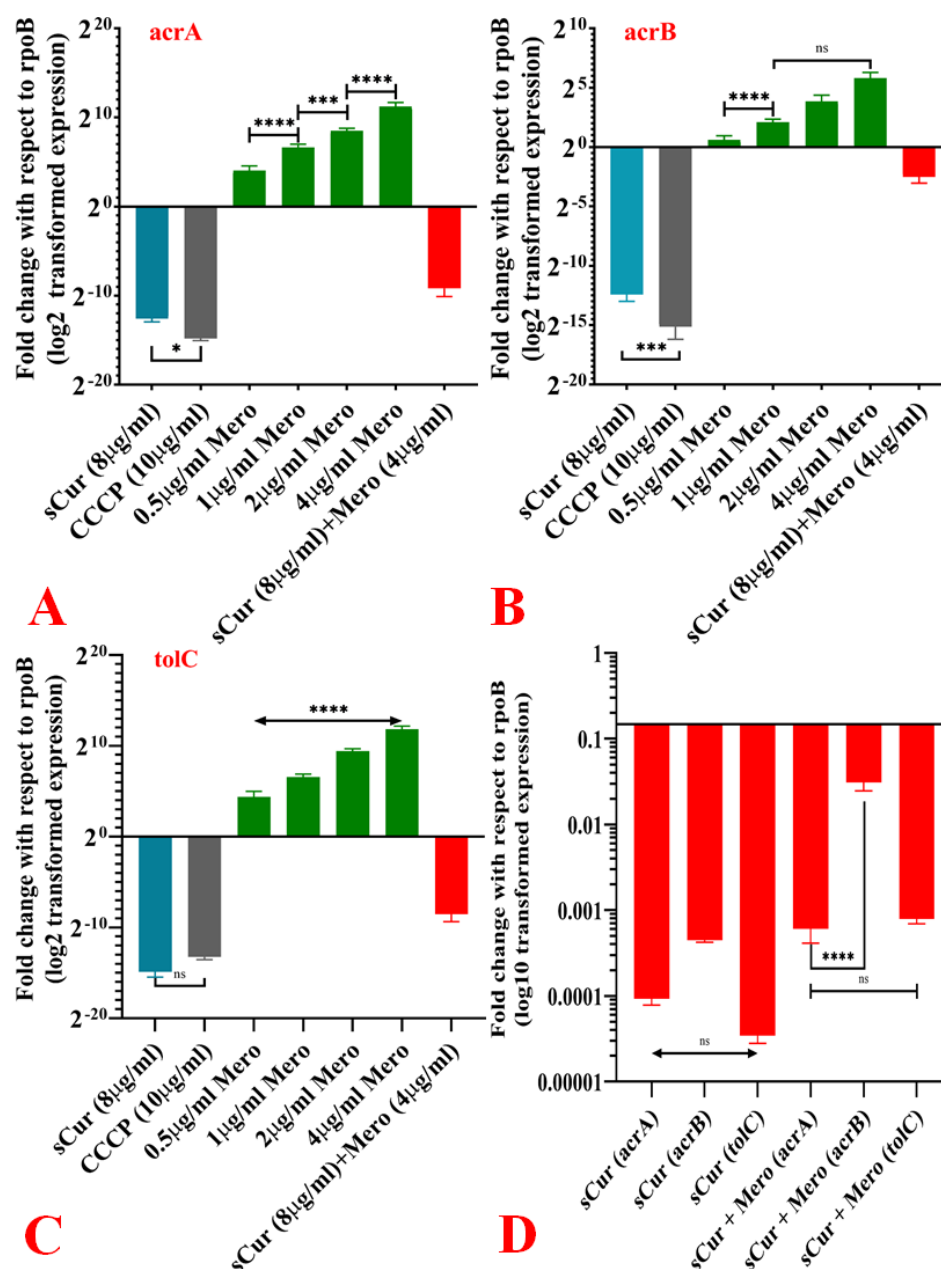 acrA
Fold change with respect to rpoB
(log2 transformed expression)
2^20
2^10
2^0
2^-10
2^-20
****
***
****
*
sCur (8µg/ml)
CCCP (10µg/ml)
0.5µg/ml Mero
1µg/ml Mero
2µg/ml Mero
4µg/ml Mero
sCur (8µg/ml)+Mero (4µg/ml)
A
acrB
Fold change with respect to rpoB
(log2 transformed expression)
2^10
2^5
2^0
2^-5
2^-10
2^-15
2^-20
ns
****
***
sCur (8µg/ml)
CCCP (10µg/ml)
0.5µg/ml Mero
1µg/ml Mero
2µg/ml Mero
4µg/ml Mero
sCur (8µg/ml)+Mero (4µg/ml)
B
tolC
Fold change with respect to rpoB
(log2 transformed expression)
2^20
2^10
2^0
2^-10
2^-20
****
ns
sCur (8µg/ml)
CCCP (10µg/ml)
0.5µg/ml Mero
1µg/ml Mero
2µg/ml Mero
4µg/ml Mero
sCur (8µg/ml)+Mero (4µg/ml)
C
Fold change with respect to rpoB
(log10 transformed expression)
1
0.1
0.01
0.001
0.0001
0.00001
****
ns
ns
sCur (acrA)
sCur (acrB)
sCur (tolC)
sCur + Mero (acrA)
sCur + Mero (acrB)
sCur + Mero (tolC)
D